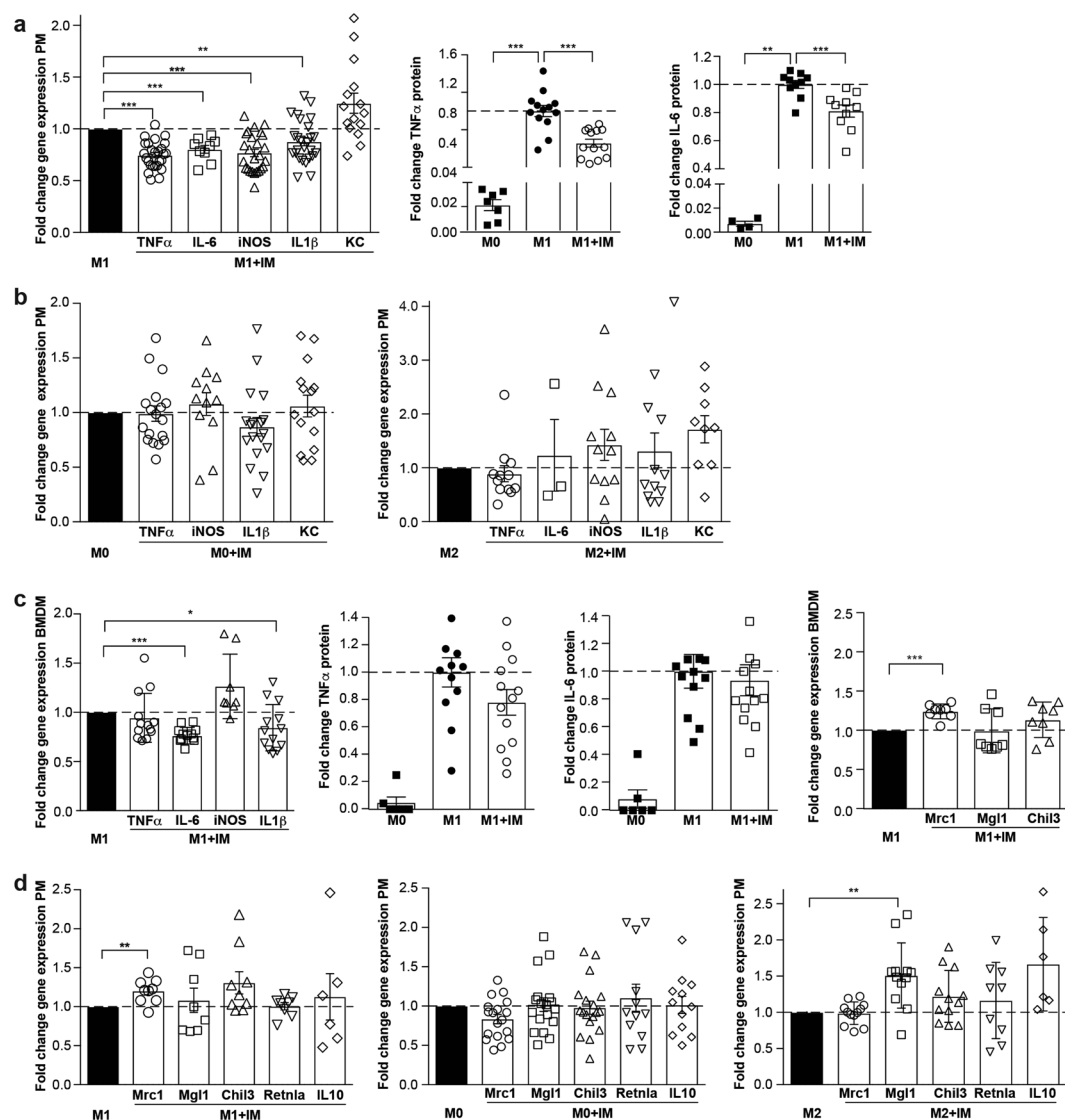 a
Fold change gene expression PM
2.0
1.5
1.0
0.5
0.0
**
***
***
***
TNFα IL-6 iNOS IL1β KC
M1 M1+IM
Fold change TNFα protein
1.6
1.2
0.8
0.4
0.04
0.02
0.00
*** ***
M0 M1 M1+IM
Fold change IL-6 protein
1.2
1.0
0.8
0.6
0.4
0.04
0.02
0.00
** ***
M0 M1 M1+IM
b
Fold change gene expression PM
2.0
1.5
1.0
0.5
0.0
TNFα iNOS IL1β KC
M0 M0+IM
Fold change gene expression PM
4.0
3.0
2.0
1.0
0.0
TNFα IL-6 iNOS IL1β KC
M2 M2+IM
c
Fold change gene expression BMDM
2.0
1.5
1.0
0.5
0.0
*
***
TNFα IL-6 iNOS IL1β
M1 M1+IM
Fold change TNFα protein
1.4
1.2
1.0
0.8
0.6
0.4
0.2
0.0
M0 M1 M1+IM
Fold change IL-6 protein
1.4
1.2
1.0
0.8
0.6
0.4
0.2
0.0
M0 M1 M1+IM
Fold change gene expression BMDM
2.5
2.0
1.5
1.0
0.5
0.0
***
Mrc1 Mgl1 Chil3
M1 M1+IM
d
Fold change gene expression PM
2.5
2.0
1.5
1.0
0.5
0.0
**
Mrc1 Mgl1 Chil3 Retnla IL10
M1 M1+IM
Fold change gene expression PM
2.5
2.0
1.5
1.0
0.5
0.0
Mrc1 Mgl1 Chil3 Retnla IL10
M0 M0+IM
Fold change gene expression PM
2.5
2.0
1.5
1.0
0.5
0.0
**
Mrc1 Mgl1 Chil3 Retnla IL10
M2 M2+IM